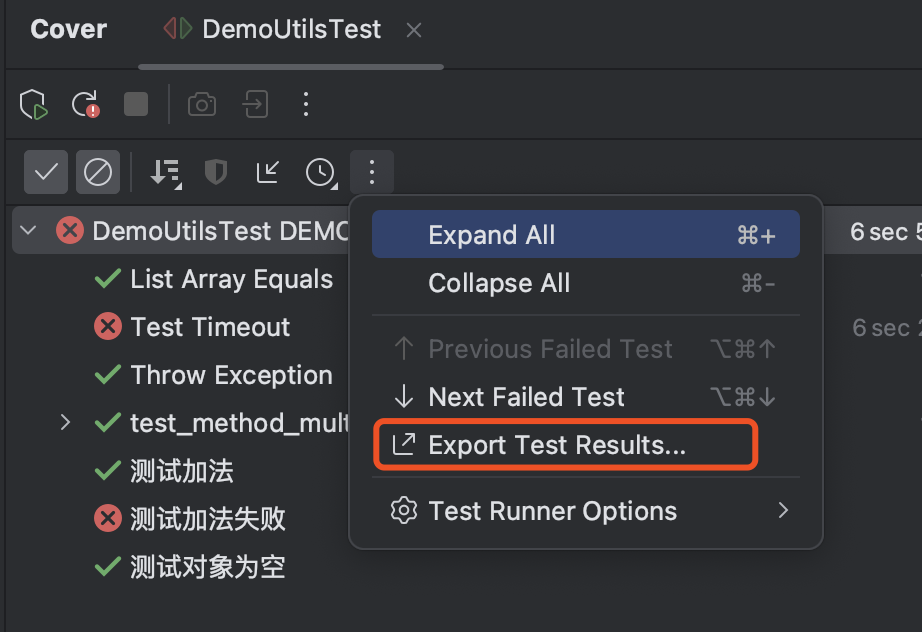 Cover DemoUtilsTest
DemoUtilsTest DEMO 6 sec
List Array Equals
Test Timeout 6 sec
Throw Exception
test_method_mult
测试加法
测试加法失败
测试对象为空
Expand All ⌘+
Collapse All ⌘-
Previous Failed Test ⌥⌘↑
Next Failed Test ⌥⌘↓
Export Test Results...
Test Runner Options